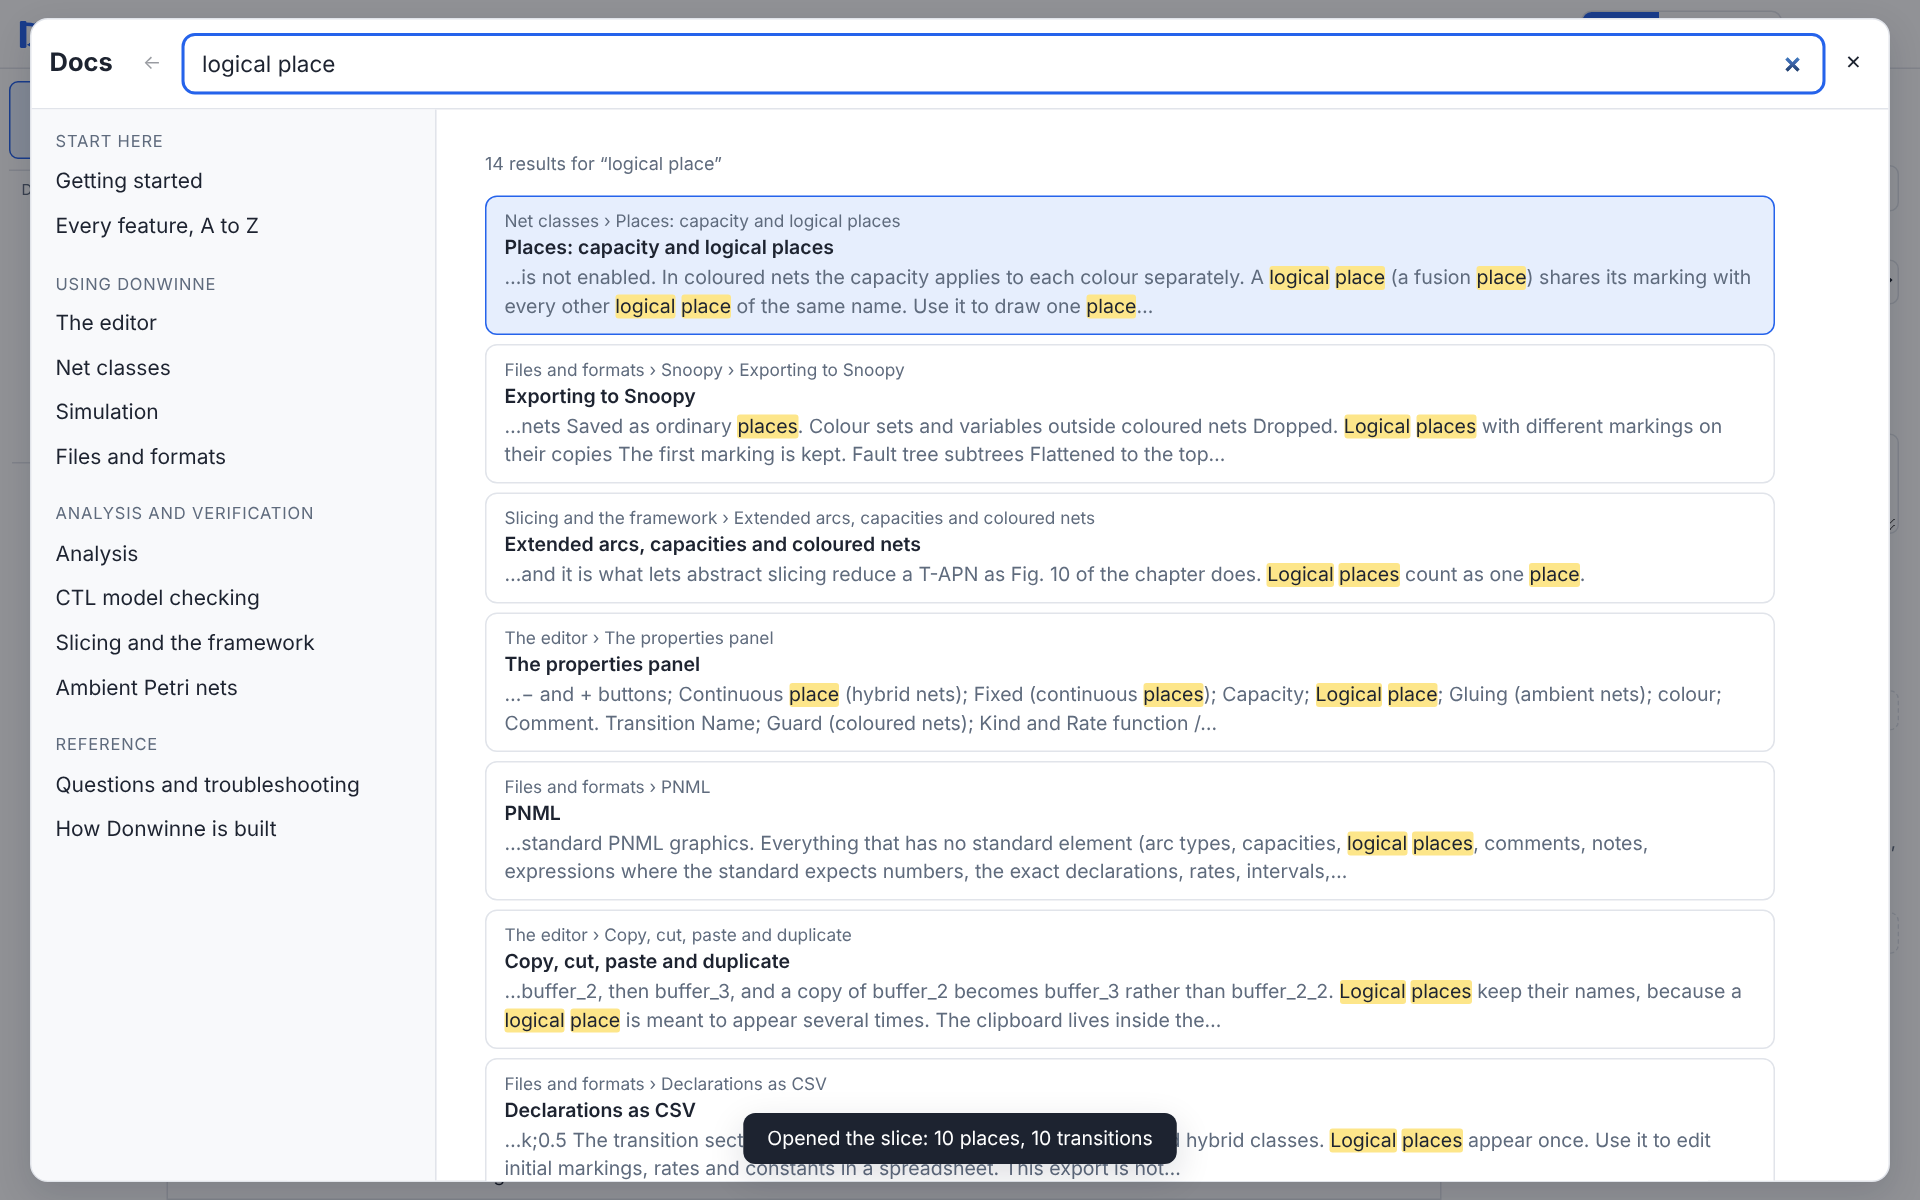 Docs
←
logical place
×
×
START HERE
Getting started
Every feature, A to Z
USING DONWINNE
The editor
Net classes
Simulation
Files and formats
ANALYSIS AND VERIFICATION
Analysis
CTL model checking
Slicing and the framework
Ambient Petri nets
REFERENCE
Questions and troubleshooting
How Donwinne is built
14 results for “logical place”
Net classes › Places: capacity and logical places
Places: capacity and logical places
…is not enabled. In coloured nets the capacity applies to each colour separately. A logical place (a fusion place) shares its marking with
every other logical place of the same name. Use it to draw one place…
Files and formats › Snoopy › Exporting to Snoopy
Exporting to Snoopy
…nets Saved as ordinary places. Colour sets and variables outside coloured nets Dropped. Logical places with different markings on
their copies The first marking is kept. Fault tree subtrees Flattened to the top…
Slicing and the framework › Extended arcs, capacities and coloured nets
Extended arcs, capacities and coloured nets
…and it is what lets abstract slicing reduce a T-APN as Fig. 10 of the chapter does. Logical places count as one place.
The editor › The properties panel
The properties panel
…− and + buttons; Continuous place (hybrid nets); Fixed (continuous places); Capacity; Logical place; Gluing (ambient nets); colour;
Comment. Transition Name; Guard (coloured nets); Kind and Rate function /…
Files and formats › PNML
PNML
…standard PNML graphics. Everything that has no standard element (arc types, capacities, logical places, comments, notes,
expressions where the standard expects numbers, the exact declarations, rates, intervals,…
The editor › Copy, cut, paste and duplicate
Copy, cut, paste and duplicate
…buffer_2, then buffer_3, and a copy of buffer_2 becomes buffer_3 rather than buffer_2_2. Logical places keep their names, because a
logical place is meant to appear several times. The clipboard lives inside the…
Files and formats › Declarations as CSV
Declarations as CSV
…k;0.5 The transition hybrid classes. Logical places appear once. Use it to edit
initial markings, rates and constants in a spreadsheet. This export is not…
Opened the slice: 10 places, 10 transitions